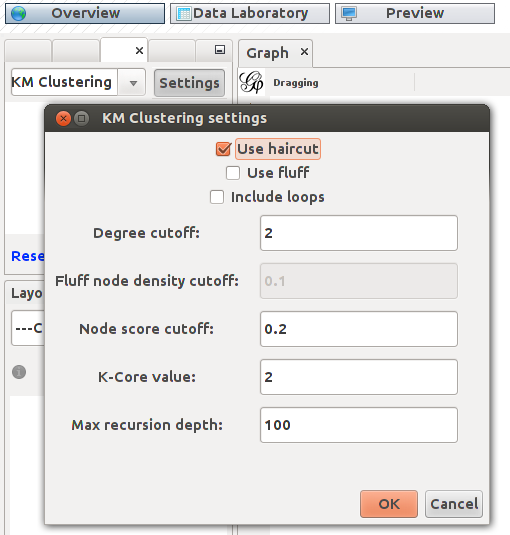 Overview
Data Laboratory
Preview
Graph
KM Clustering
Settings
Dragging
KM Clustering settings
Use haircut
Use fluff
Include loops
Degree cutoff:
2
Rese
Fluff node density cutoff:
0.1
Layo
Node score cutoff:
0.2
---C
K-Core value:
2
Max recursion depth:
100
OK
Cancel